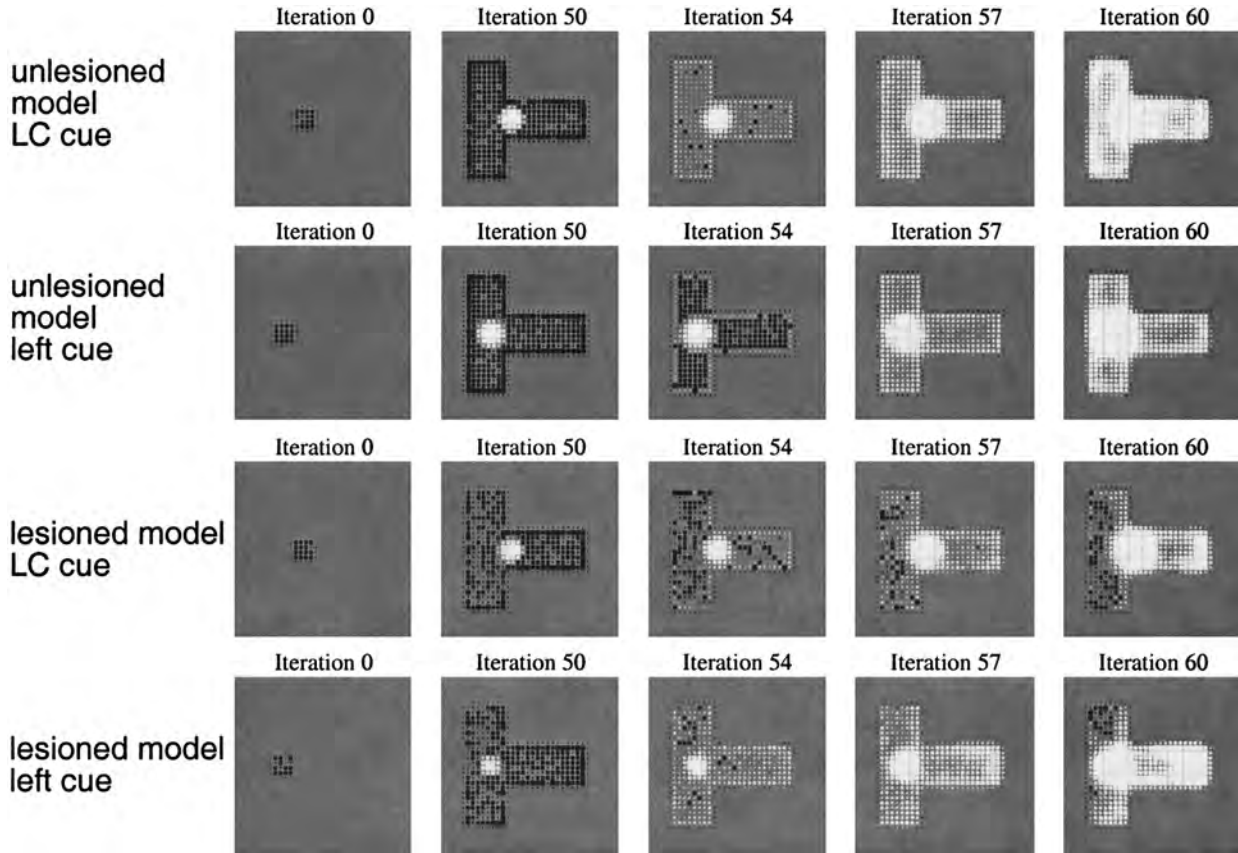 Iteration 0 Iteration 50 Iteration 54 Iteration 57 Iteration 60
unlesioned
model
LC cue
Iteration 0 Iteration 50 Iteration 54 Iteration 57 Iteration 60
unlesioned
model
left cue
Iteration 0 Iteration 50 Iteration 54 Iteration 57 Iteration 60
lesioned model
LC cue
Iteration 0 Iteration 50 Iteration 54 Iteration 57 Iteration 60
lesioned model
left cue